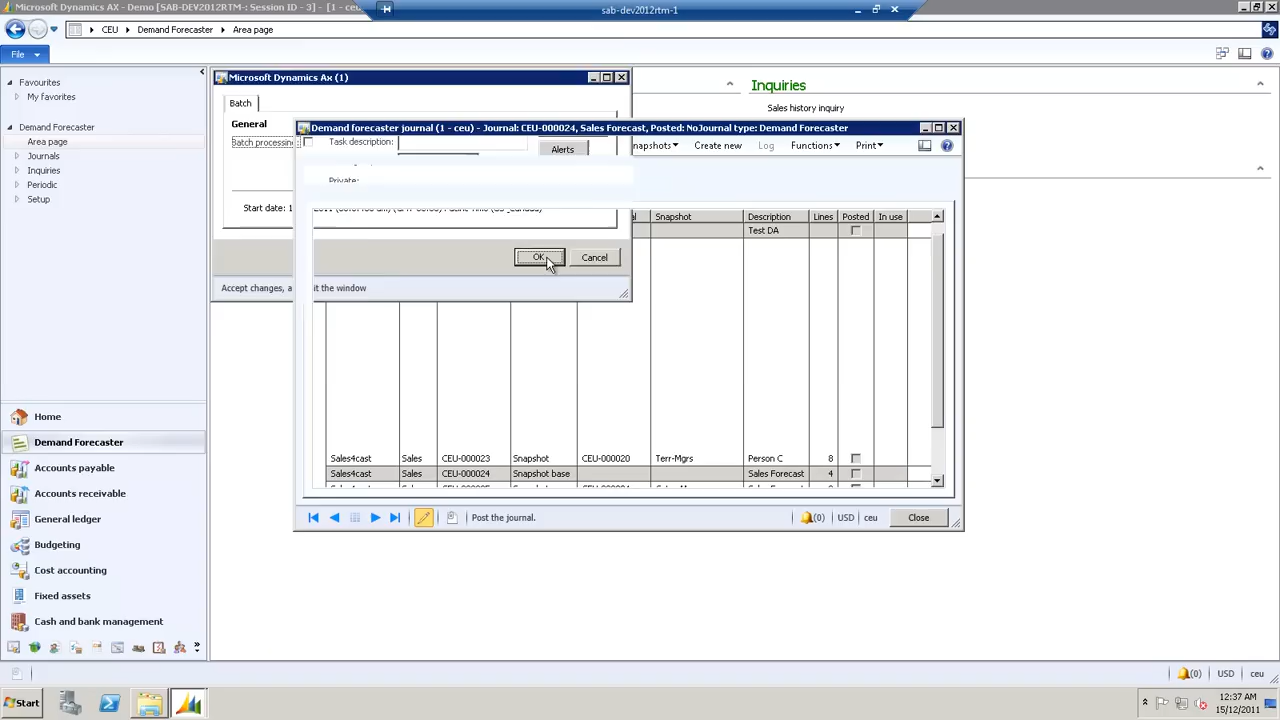 Microsoft Dynamics AX - Demo [SAB-DEV2012RTM-: Session ID - 3] - [1 - ceu
sab-dev2012rtm-1
CEU
Demand Forecaster
Area page
File
Favourites
My favorites
Demand Forecaster
Area page
Journals
Inquiries
Periodic
Setup
Home
Demand Forecaster
Accounts payable
Accounts receivable
General ledger
Budgeting
Cost accounting
Fixed assets
Cash and bank management
Inquiries
Sales history inquiry
Microsoft Dynamics Ax (1)
Batch
General
Batch processing:
Start date: 1
OK
Cancel
Accept changes, a
it the window
Demand forecaster journal (1 - ceu) - Journal: CEU-000024, Sales Forecast, Posted: NoJournal type: Demand Forecaster
Task description:
Alerts
Private:
napshots
Create new
Log
Functions
Print
Snapshot
Description
Lines
Posted
In use
Test DA
Sales4cast Sales CEU-000023 Snapshot CEU-000020 Terr-Mgrs Person C 8
Sales4cast Sales CEU-000024 Snapshot base Sales Forecast 4
Post the journal.
(0)
USD
ceu
Close
(0)
USD
ceu
Start
12:37 AM
15/12/2011